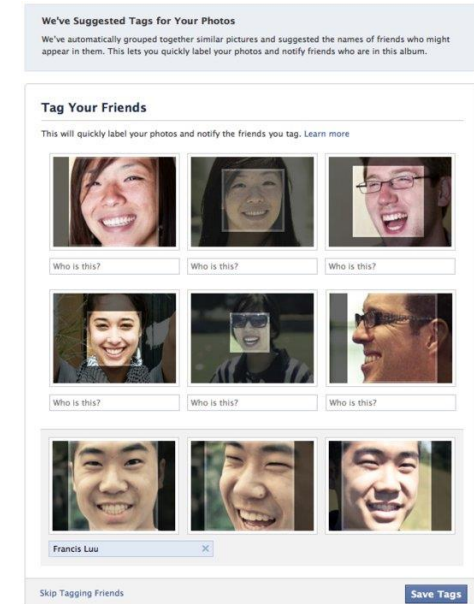 We've Suggested Tags for Your Photos
We've automatically grouped together similar pictures and suggested the names of friends who might
appear in them. This lets you quickly label your photos and notify friends who are in this album.
Tag Your Friends
This will quickly label your photos and notify the friends you tag. Learn more
Who is this? Who is this? Who is this?
Who is this? Who is this? Who is this?
Francis Luu ×
Skip Tagging Friends Save Tags